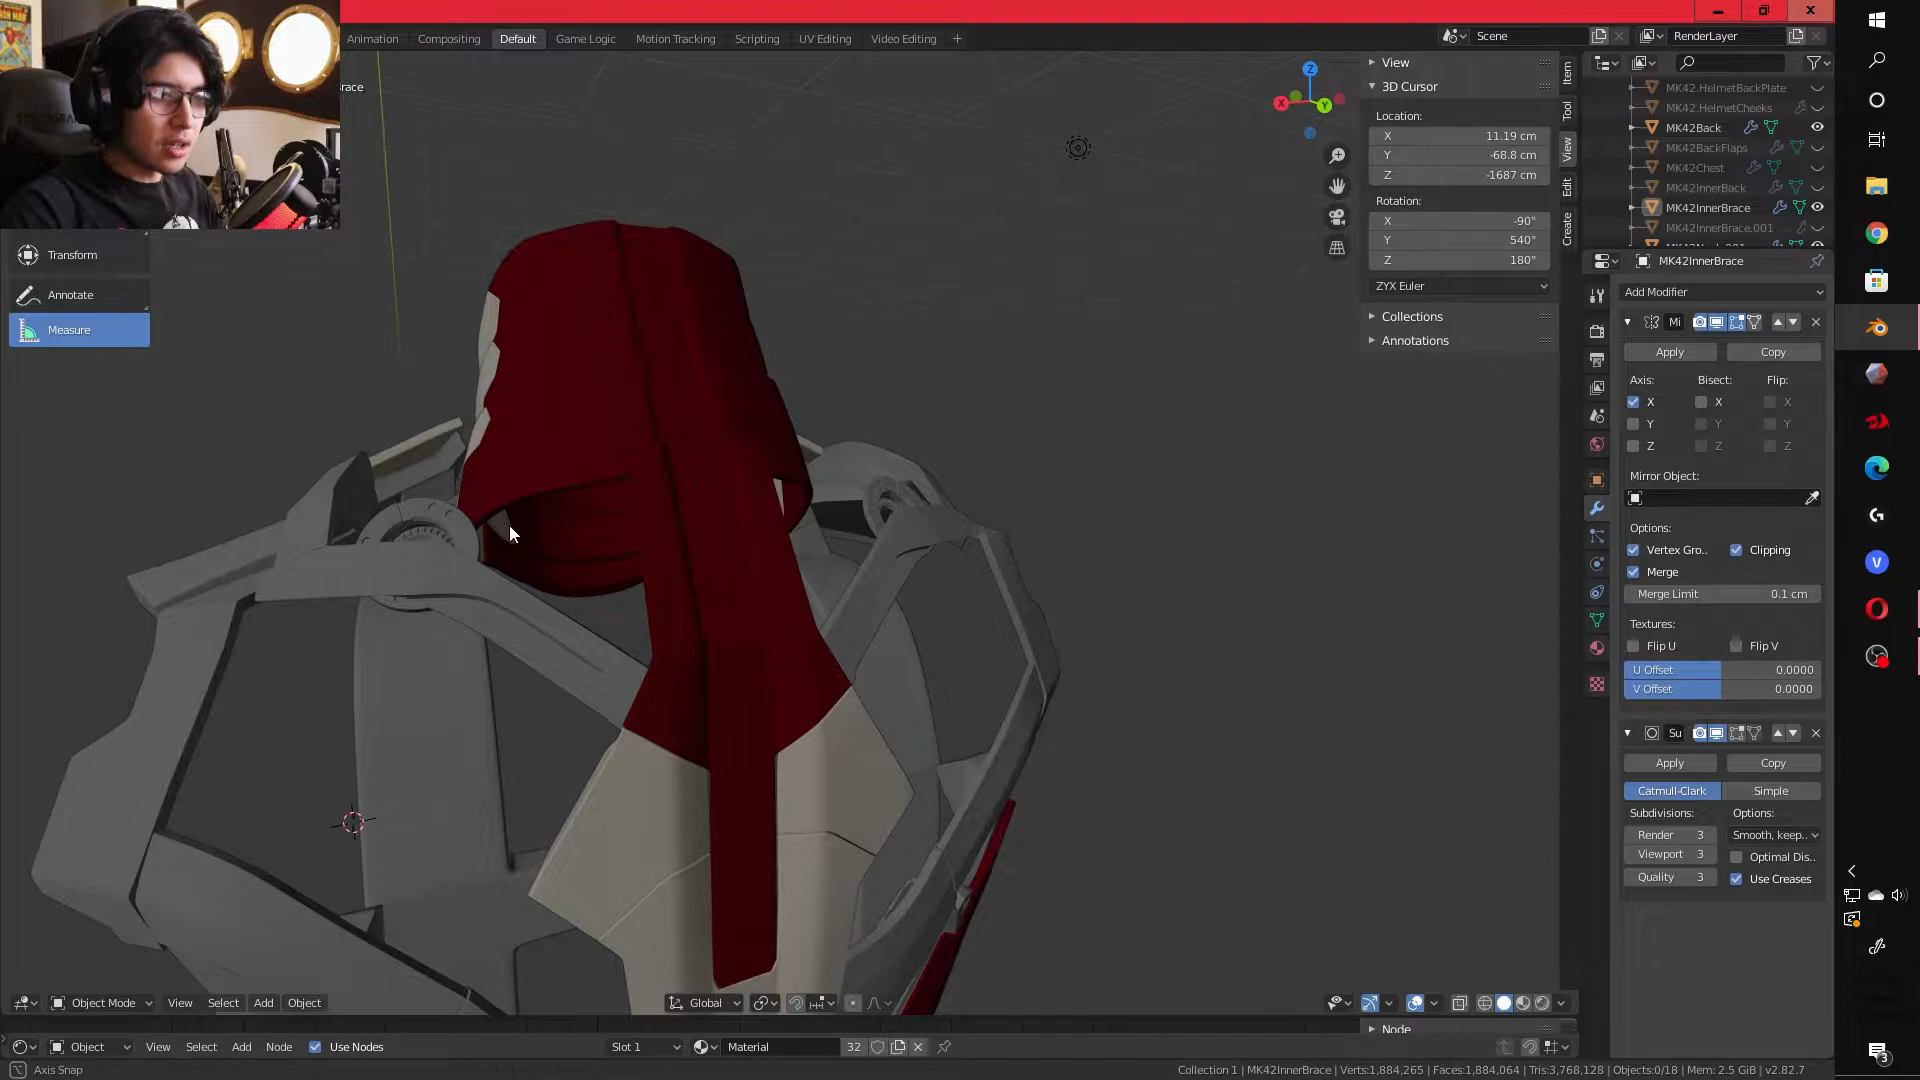 Animation Compositing Default Game Logic Motion Tracking Scripting UV Editing Video Editing +
Scene
RenderLayer
Brace
Transform
Annotate
Measure
Z
X
Y
View
3D Cursor
Location:
X 11.19 cm
Y -68.8 cm
Z -1687 cm
Rotation:
X -90°
Y 540°
Z 180°
ZYX Euler
Collections
Annotations
Item
Tool
View
Edit
Create
MK42.HelmetBackPlate
MK42.HelmetCheeks
MK42Back
MK42BackFlaps
MK42Chest
MK42InnerBack
MK42InnerBrace
MK42InnerBrace.001
MK42InnerBrace
Add Modifier
Mi
Apply Copy
Axis: Bisect: Flip:
X X X
Y Y Y
Z Z Z
Mirror Object:
Options:
Vertex Gro.. Clipping
Merge
Merge Limit 0.1 cm
Textures:
Flip U Flip V
U Offset 0.0000
V Offset 0.0000
Su
Apply Copy
Catmull-Clark Simple
Subdivisions: Options:
Render 3 Smooth, keep..
Viewport 3 Optimal Dis..
Quality 3 Use Creases
Object Mode View Select Add Object
Global
Node
Object View Select Add Node Use Nodes
Slot 1
Material 32
Axis Snap
Collection 1 | MK42InnerBrace | Verts:1,884,265 | Faces:1,884,064 | Tris:3,768,128 | Objects:0/18 | Mem: 2.5 GiB | v2.82.7
3